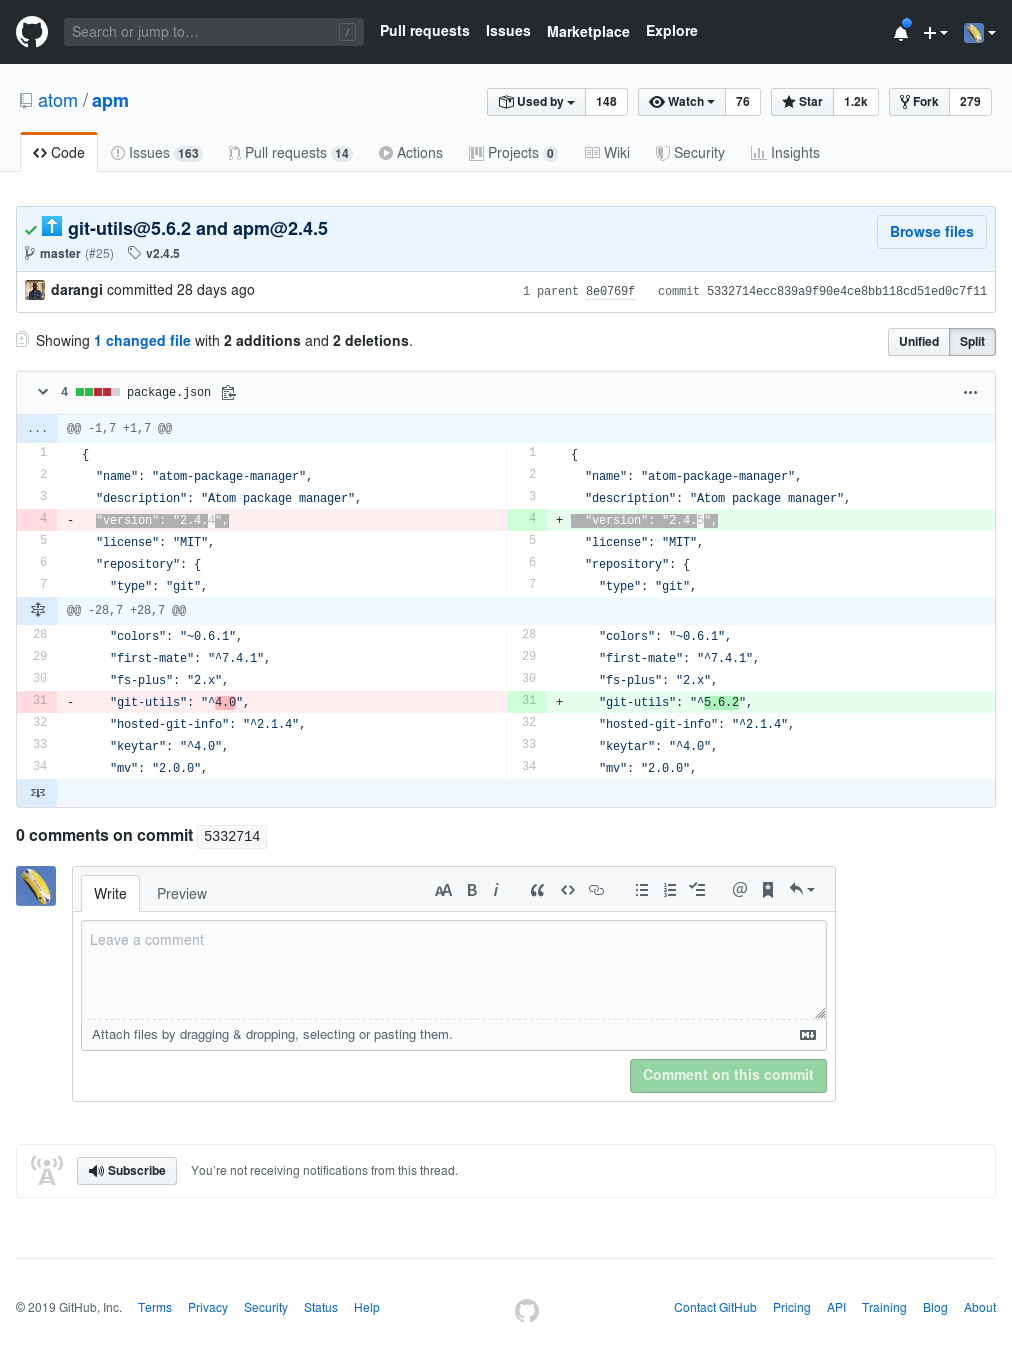 Search or jump to…
/
Pull requests Issues Marketplace Explore
atom / apm
Used by 148 Watch 76 Star 1.2k Fork 279
Code Issues 163 Pull requests 14 Actions Projects 0 Wiki Security Insights
git-utils@5.6.2 and apm@2.4.5
Browse files
master (#25) v2.4.5
darangi committed 28 days ago 1 parent 8e0769f commit 5332714ecc839a9f90e4ce8bb118cd51ed0c7f11
Showing 1 changed file with 2 additions and 2 deletions.
Unified Split
4 package.json
... @@ -1,7 +1,7 @@
1 { 1 {
2 "name": "atom-package-manager", 2 "name": "atom-package-manager",
3 "description": "Atom package manager", 3 "description": "Atom package manager",
4 - "version": "2.4.4", 4 + "version": "2.4.5",
5 "license": "MIT", 5 "license": "MIT",
6 "repository": { 6 "repository": {
7 "type": "git", 7 "type": "git",
@@ -28,7 +28,7 @@
28 "colors": "~0.6.1", 28 "colors": "~0.6.1",
29 "first-mate": "^7.4.1", 29 "first-mate": "^7.4.1",
30 "fs-plus": "2.x", 30 "fs-plus": "2.x",
31 - "git-utils": "^4.0", 31 + "git-utils": "^5.6.2",
32 "hosted-git-info": "^2.1.4", 32 "hosted-git-info": "^2.1.4",
33 "keytar": "^4.0", 33 "keytar": "^4.0",
34 "mv": "2.0.0", 34 "mv": "2.0.0",
0 comments on commit 5332714
Write Preview
Leave a comment
Attach files by dragging & dropping, selecting or pasting them.
Comment on this commit
Subscribe You’re not receiving notifications from this thread.
© 2019 GitHub, Inc. Terms Privacy Security Status Help Contact GitHub Pricing API Training Blog About